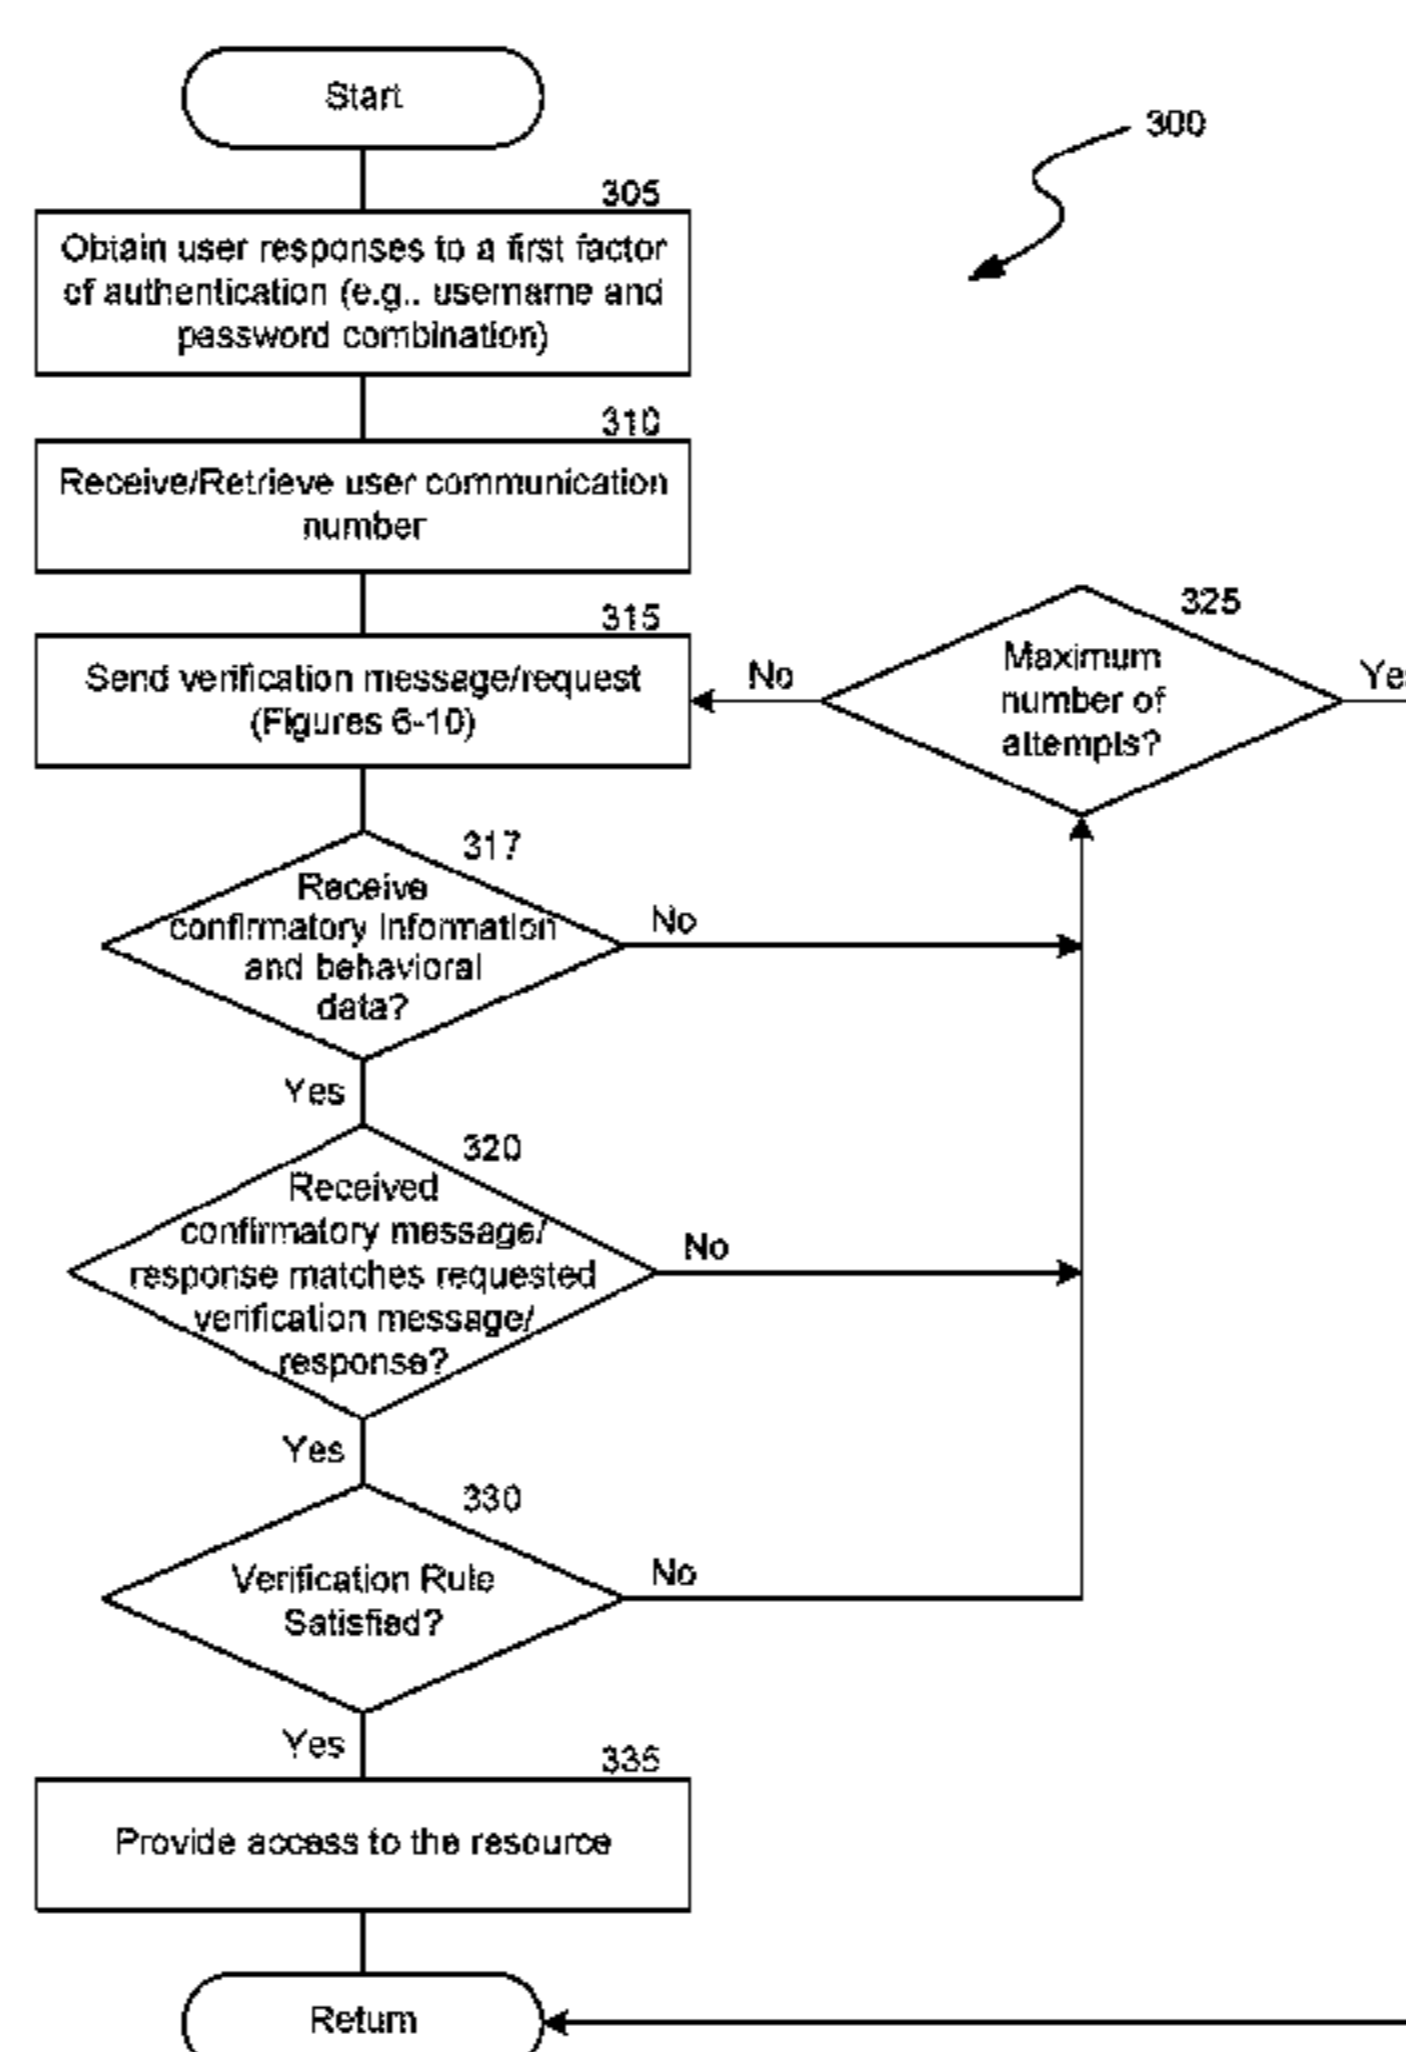 Start
300
305
Obtain user responses to a first factor
of authentication (e.g., username and
password combination)
310
Receive/Retrieve user communication
number
315
Send verification message/request
(Figures 6-10)
325
Maximum
number of
attempts?
No
Yes
317
Receive
confirmatory information
and behavioral
data?
No
Yes
320
Received
confirmatory message/
response matches requested
verification message/
response?
No
Yes
330
Verification Rule
Satisfied?
No
Yes
335
Provide access to the resource
Return